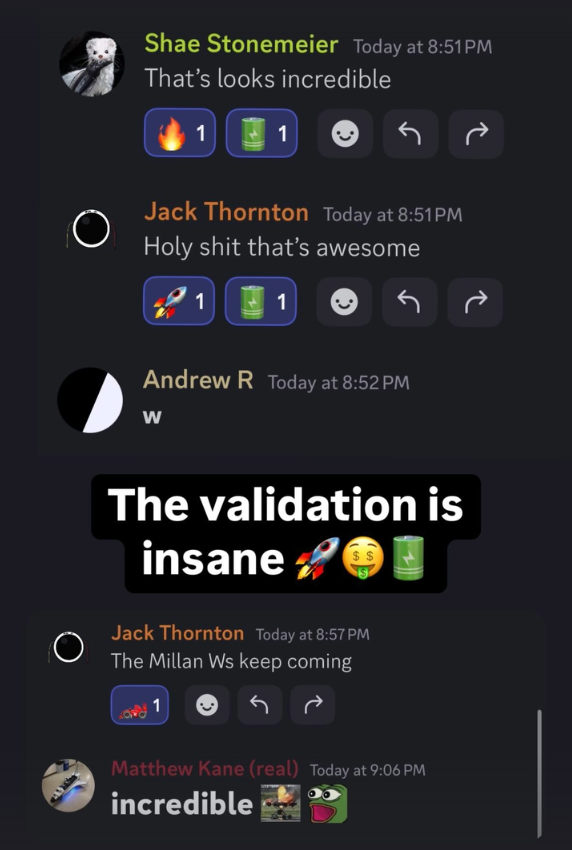 Shae Stonemeier Today at 8:51 PM
That's looks incredible
🔥 1 🔋 1
Jack Thornton Today at 8:51 PM
Holy shit that's awesome
🚀 1 🔋 1
Andrew R Today at 8:52 PM
w
The validation is
insane 🚀🤑🔋
Jack Thornton Today at 8:57 PM
The Millan Ws keep coming
1
Matthew Kane (real) Today at 9:06 PM
incredible